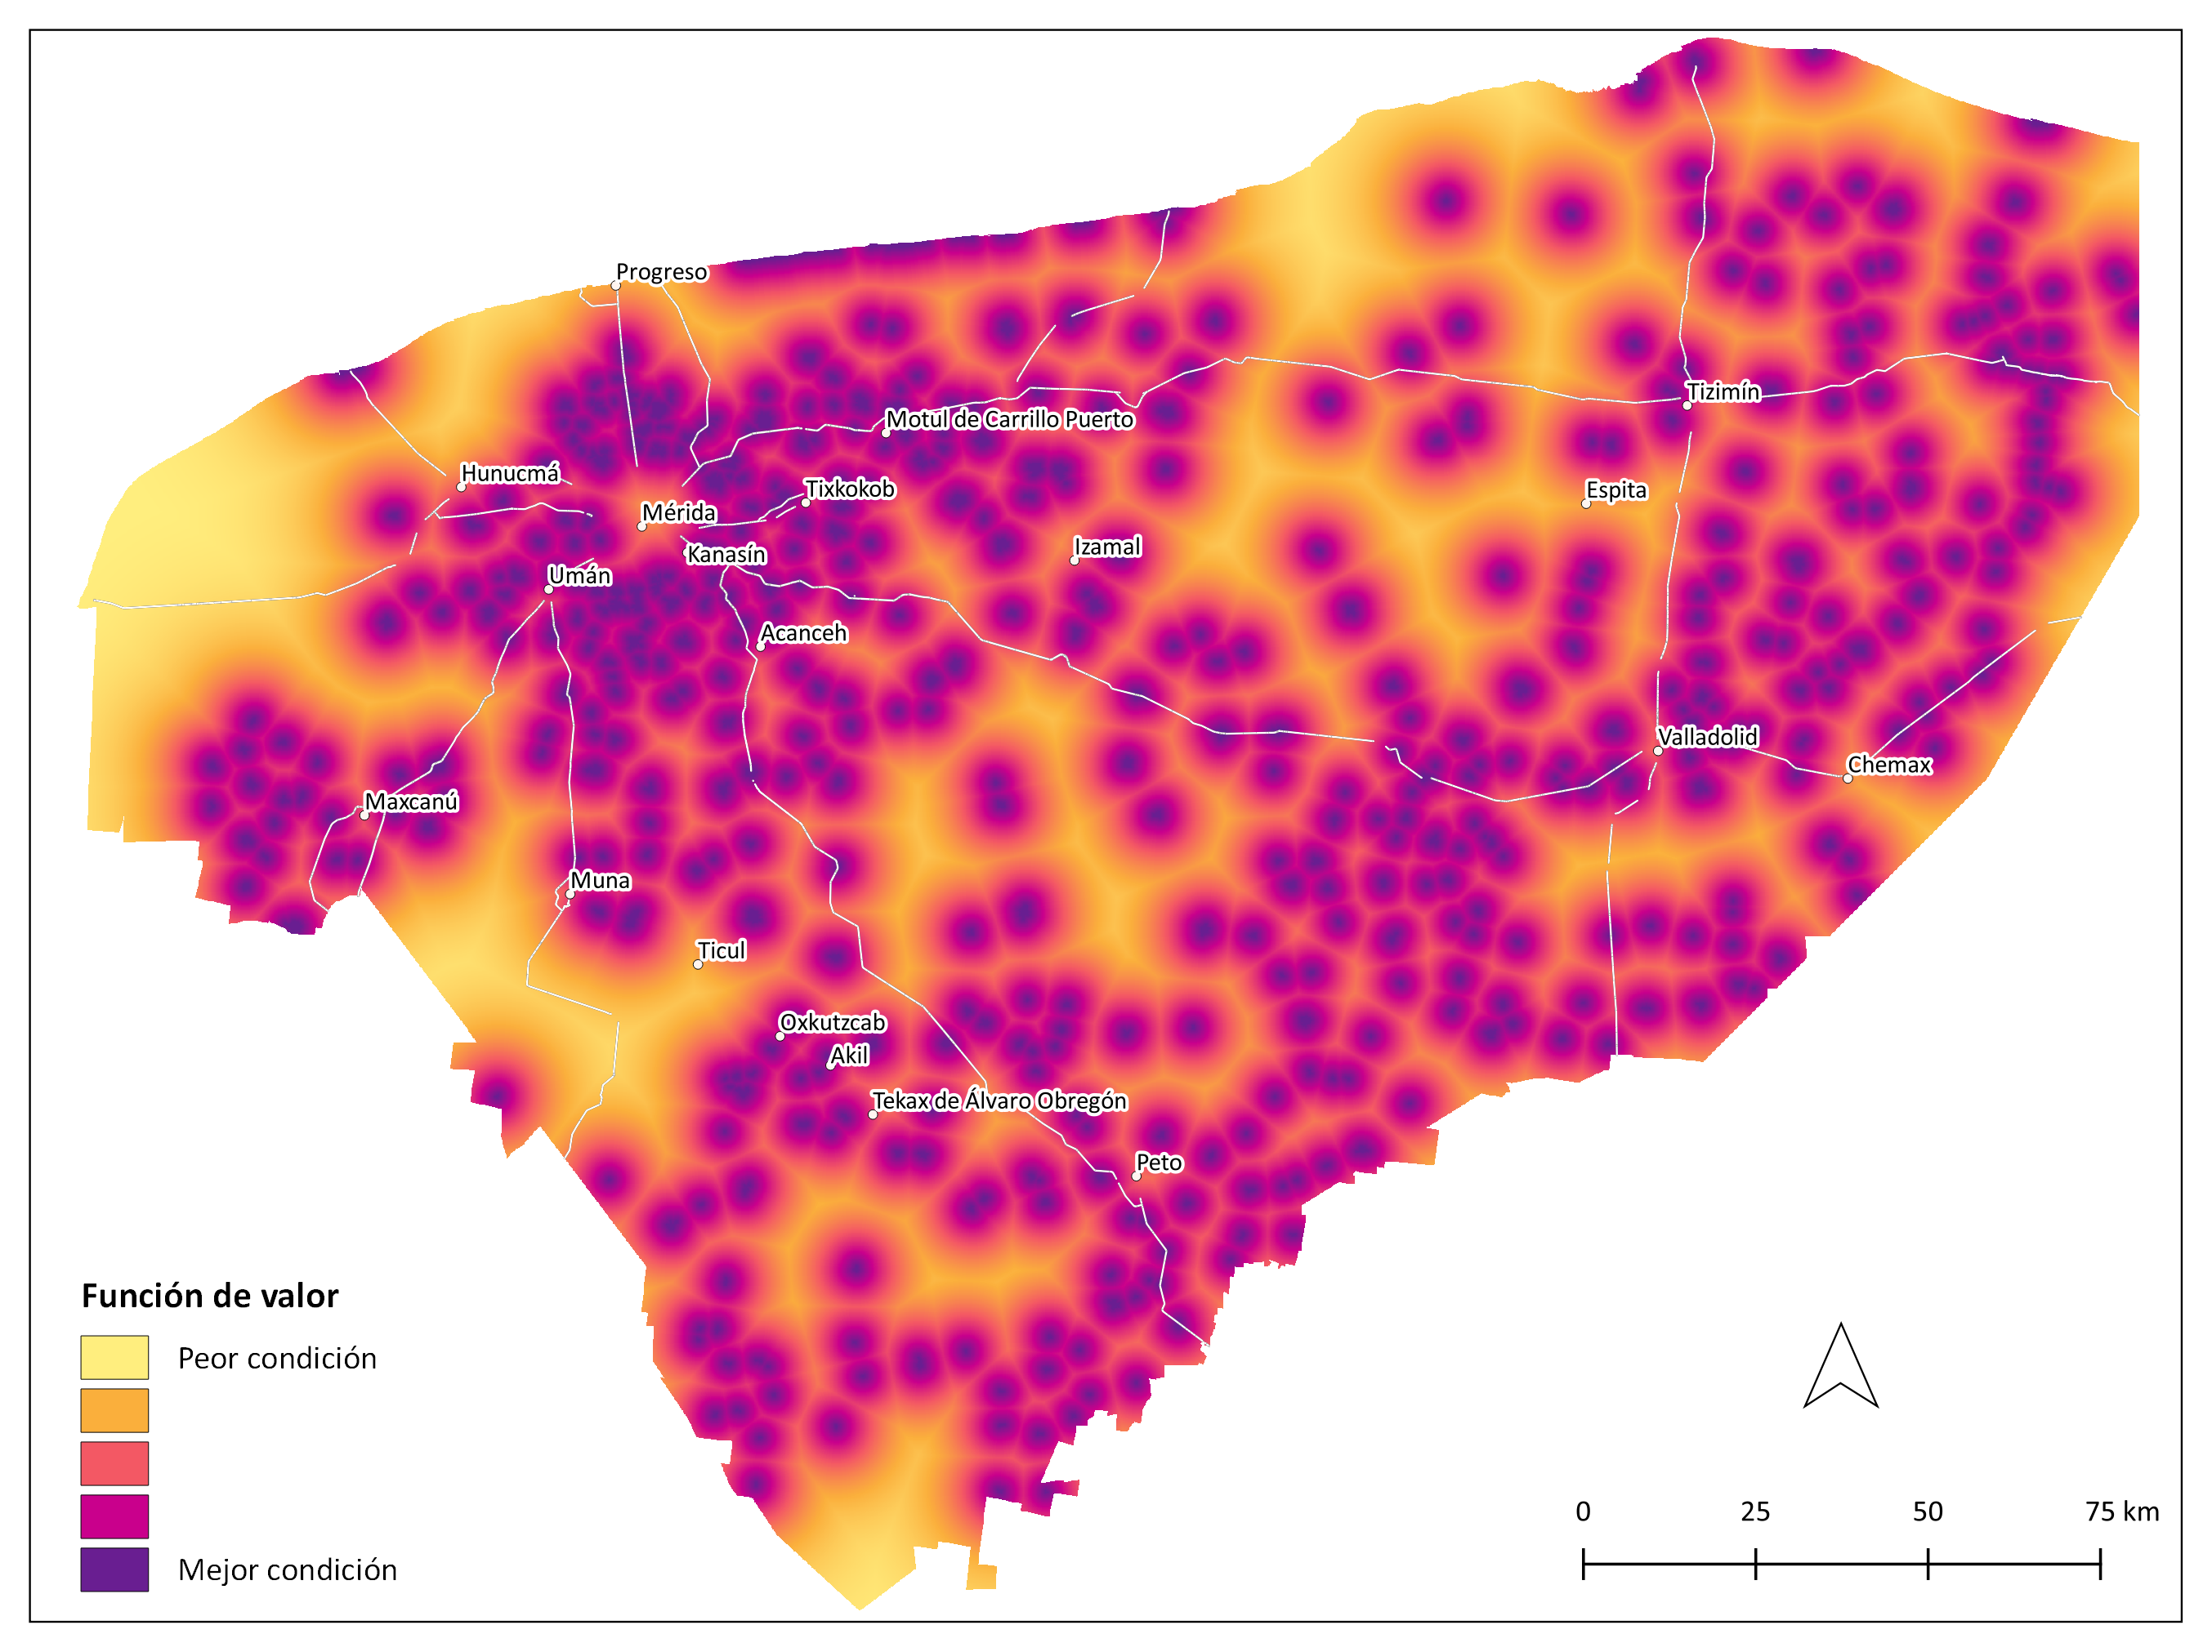 Progreso
Tizimín
Motul de Carrillo Puerto
Hunucmá
Tixkokob
Espita
Mérida
Izamal
Kanasín
Umán
Acanceh
Valladolid
Chemax
Maxcanú
Muna
Ticul
Oxkutzcab
Akil
Tekax de Álvaro Obregón
Peto
Función de valor
Peor condición
Mejor condición
0 25 50 75 km